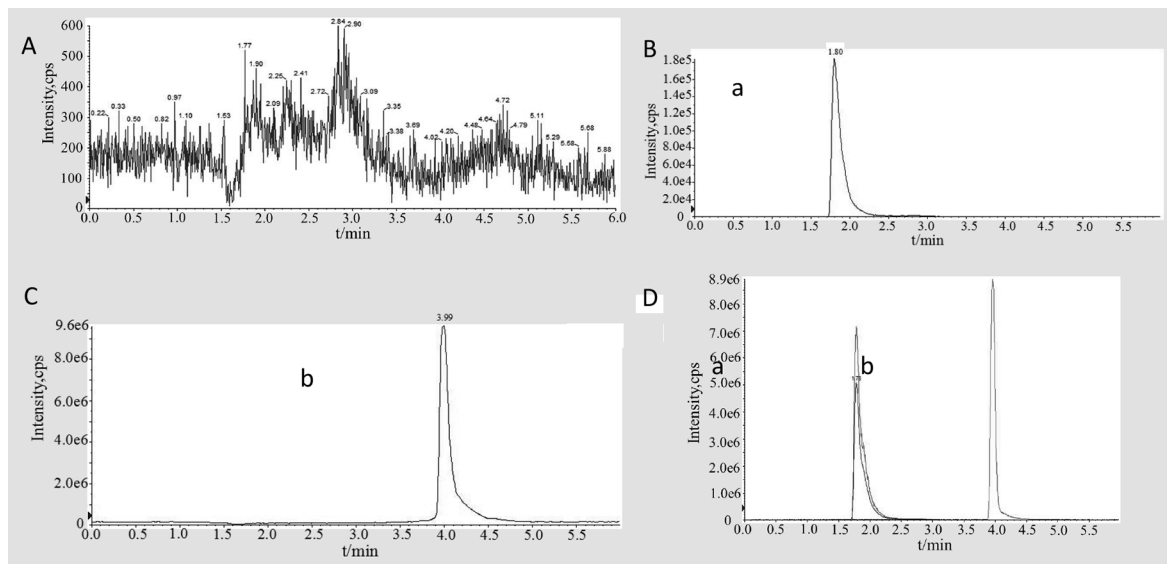 A
Intensity,cps
600
500
400
300
200
100
0
0.22
0.33
0.50
0.82
0.97
1.10
1.53
1.77
1.90
2.09
2.25
2.41
2.72
2.84
2.90
3.09
3.35
3.38
3.69
4.02
4.20
4.48
4.64
4.72
4.79
5.11
5.29
5.58
5.68
5.88
0.0 0.5 1.0 1.5 2.0 2.5 3.0 3.5 4.0 4.5 5.0 5.5 6.0
t/min
B
a
1.80
Intensity,cps
1.8e5
1.6e5
1.4e5
1.2e5
1.0e5
8.0e4
6.0e4
4.0e4
2.0e4
0
0.0 0.5 1.0 1.5 2.0 2.5 3.0 3.5 4.0 4.5 5.0 5.5
t/min
C
b
3.99
Intensity,cps
9.6e6
8.0e6
6.0e6
4.0e6
2.0e6
0
0.0 0.5 1.0 1.5 2.0 2.5 3.0 3.5 4.0 4.5 5.0 5.5
t/min
D
a
b
Intensity,cps
8.9e6
8.0e6
7.0e6
6.0e6
5.0e6
4.0e6
3.0e6
2.0e6
1.0e6
0
0.0 0.5 1.0 1.5 2.0 2.5 3.0 3.5 4.0 4.5 5.0 5.5
t/min